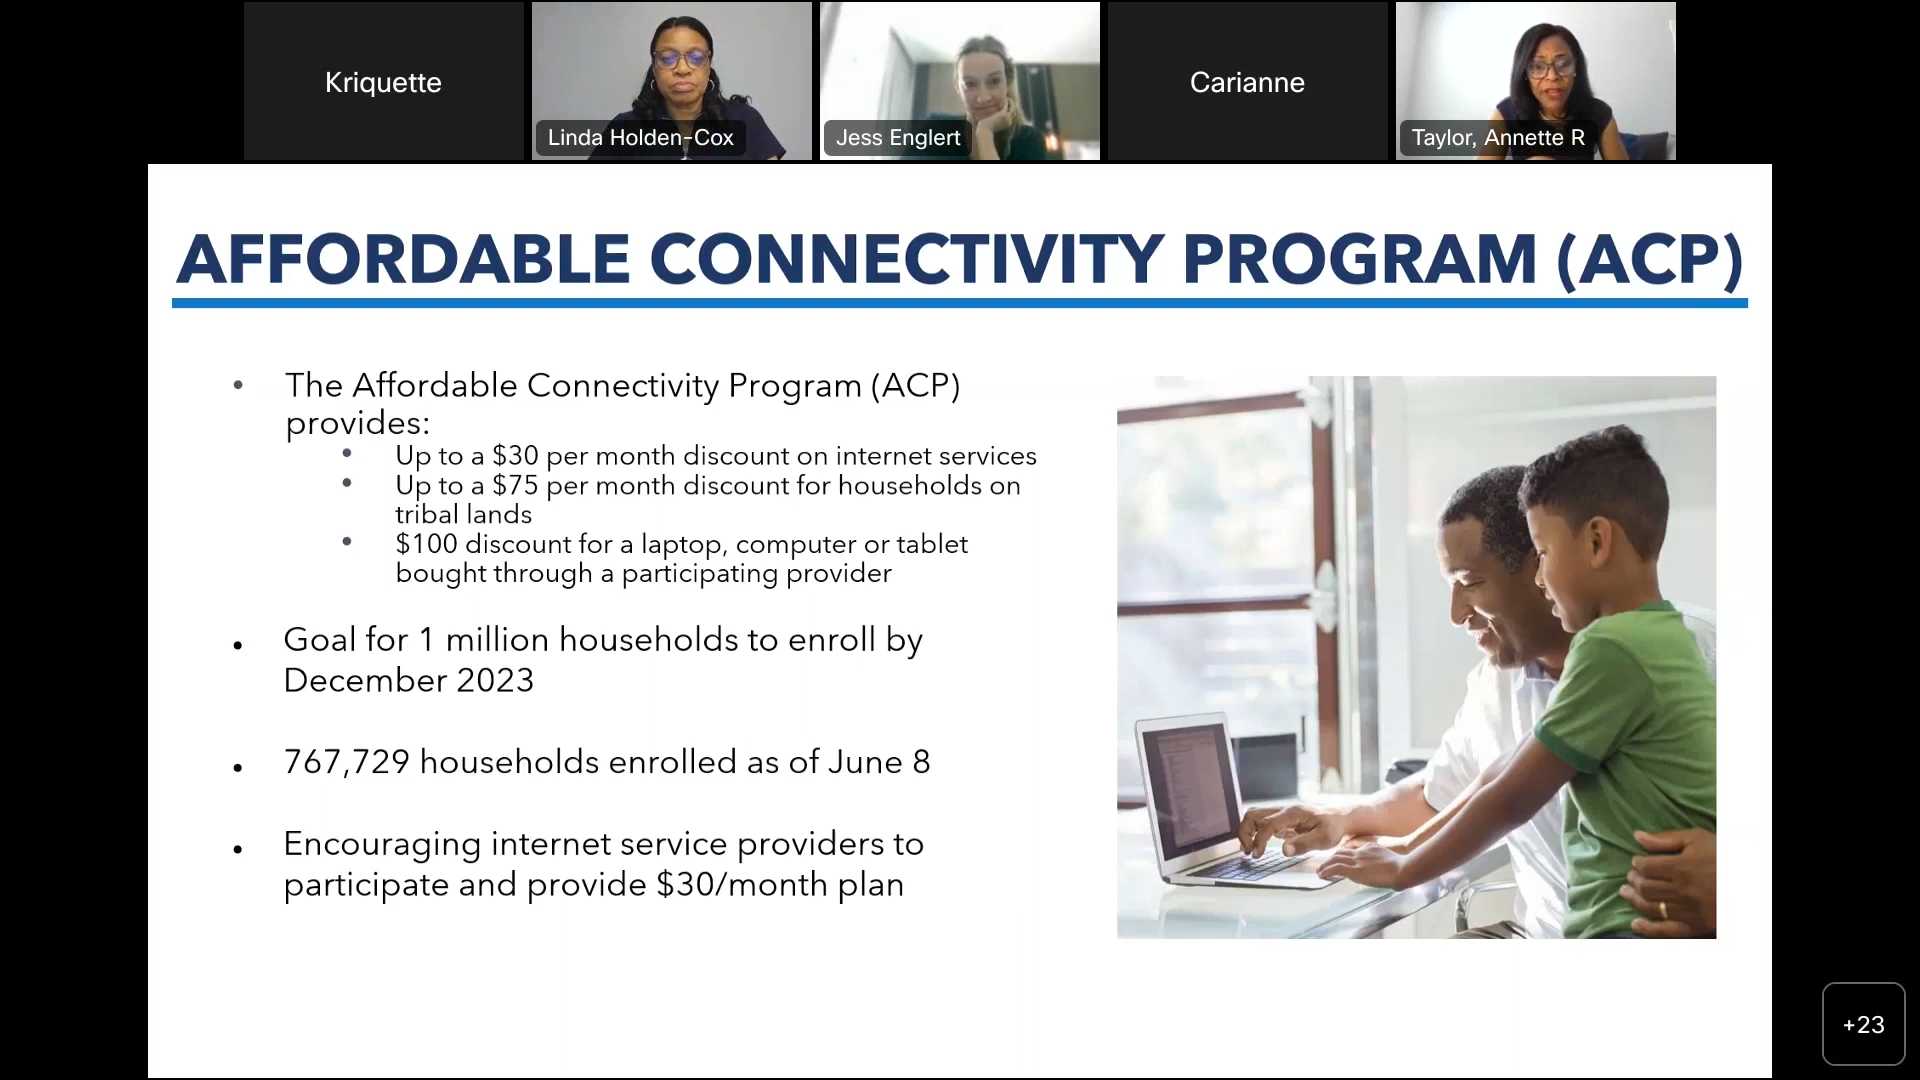 Kriquette
Linda Holden-Cox
Jess Englert
Carianne
Taylor, Annette R
AFFORDABLE CONNECTIVITY PROGRAM (ACP)
• The Affordable Connectivity Program (ACP)
provides:
• Up to a $30 per month discount on internet services
• Up to a $75 per month discount for households on
tribal lands
• $100 discount for a laptop, computer or tablet
bought through a participating provider
• Goal for 1 million households to enroll by
December 2023
• 767,729 households enrolled as of June 8
• Encouraging internet service providers to
participate and provide $30/month plan
+23